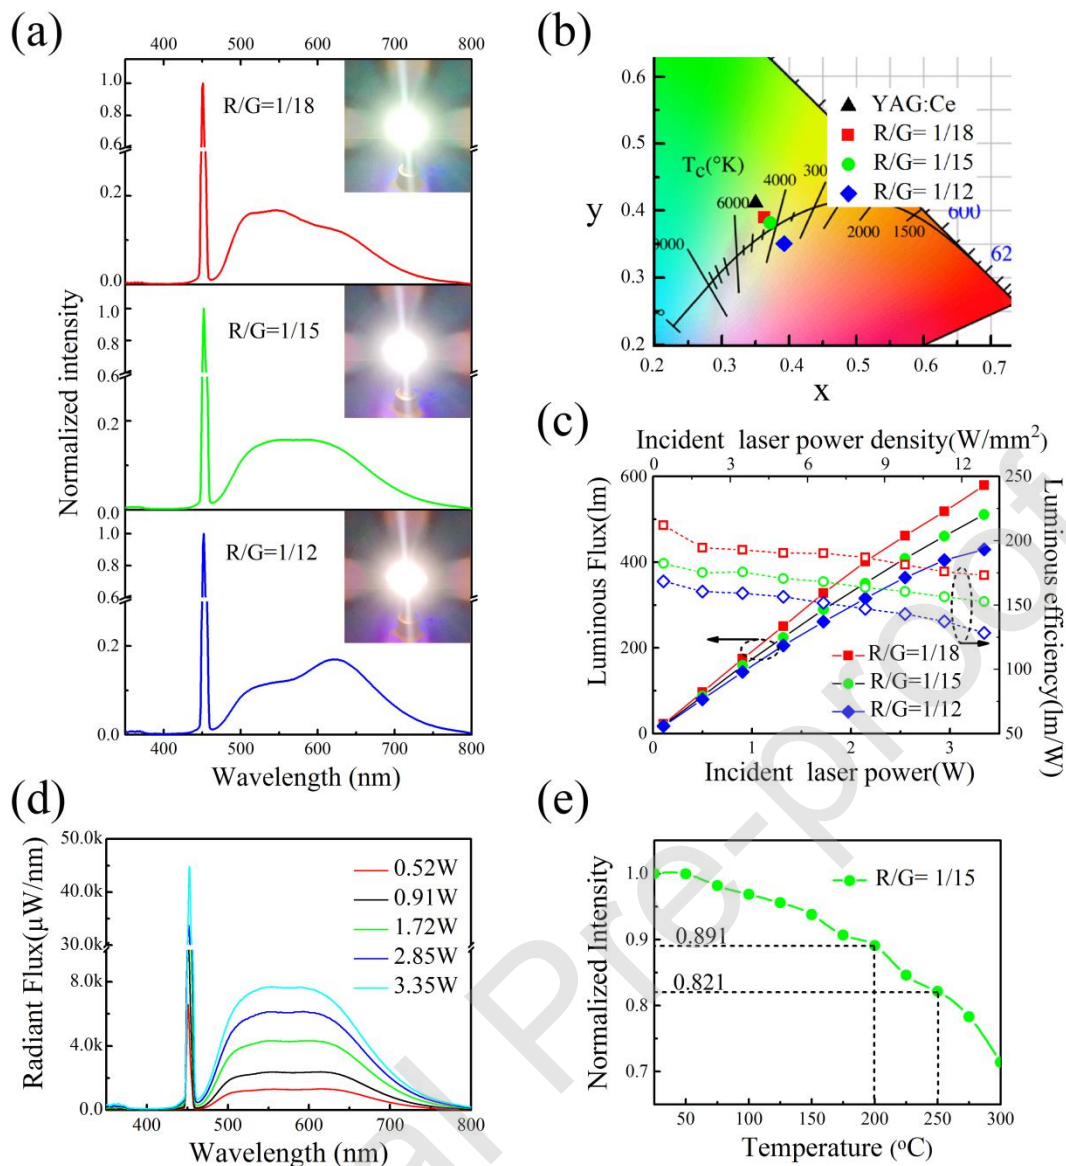 (a)
400 500 600 700 800
1.0
0.8
0.6
0.2
0.0
R/G=1/18
1.0
0.8
0.6
0.2
0.0
R/G=1/15
1.0
0.8
0.6
0.2
0.0
R/G=1/12
Normalized intensity
400 500 600 700 800
Wavelength (nm)
(b)
0.6
0.5
0.4
0.3
0.2
y
YAG:Ce
R/G= 1/18
R/G= 1/15
R/G= 1/12
Tc(°K)
6000
4000
300
2000
1500
∞
600
62
0.2 0.3 0.4 0.5 0.6 0.7
x
(c)
Incident laser power density(W/mm²)
0 3 6 9 12
600
400
200
0
Luminous Flux(lm)
250
200
150
100
50
Luminous efficiency(lm/W)
R/G=1/18
R/G=1/15
R/G=1/12
0 1 2 3
Incident laser power(W)
(d)
50.0k
40.0k
30.0k
8.0k
4.0k
0.0
Radiant Flux(µW/nm)
0.52W
0.91W
1.72W
2.85W
3.35W
400 500 600 700 800
Wavelength (nm)
(e)
1.0
0.9
0.8
0.7
Normalized Intensity
R/G= 1/15
0.891
0.821
50 100 150 200 250 300
Temperature (°C)
al Pre-proof